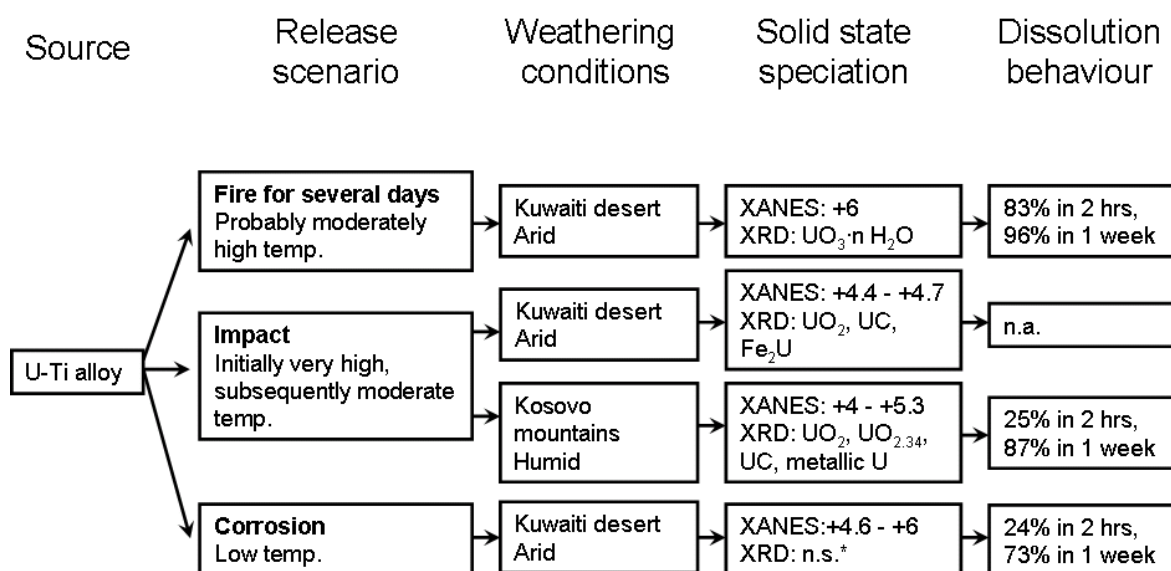 Source
Release
scenario
Weathering
conditions
Solid state
speciation
Dissolution
behaviour
U-Ti alloy
Fire for several days
Probably moderately
high temp.
Kuwaiti desert
Arid
XANES: +6
XRD: UO₃·n H₂O
83% in 2 hrs,
96% in 1 week
Impact
Initially very high,
subsequently moderate
temp.
Kuwaiti desert
Arid
XANES: +4.4 - +4.7
XRD: UO₂, UC,
Fe₂U
n.a.
Kosovo
mountains
Humid
XANES: +4 - +5.3
XRD: UO₂, UO₂.₃₄,
UC, metallic U
25% in 2 hrs,
87% in 1 week
Corrosion
Low temp.
Kuwaiti desert
Arid
XANES:+4.6 - +6
XRD: n.s.*
24% in 2 hrs,
73% in 1 week